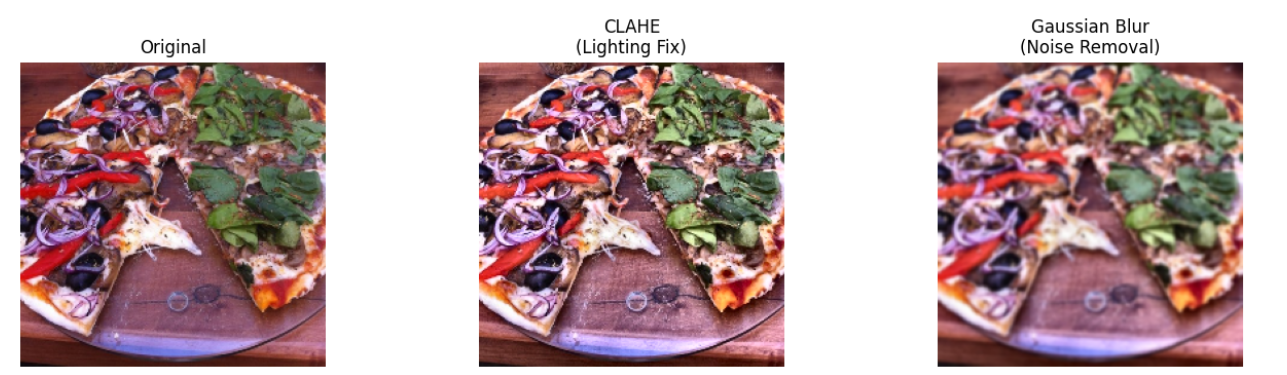 Original
CLAHE
(Lighting Fix)
Gaussian Blur
(Noise Removal)